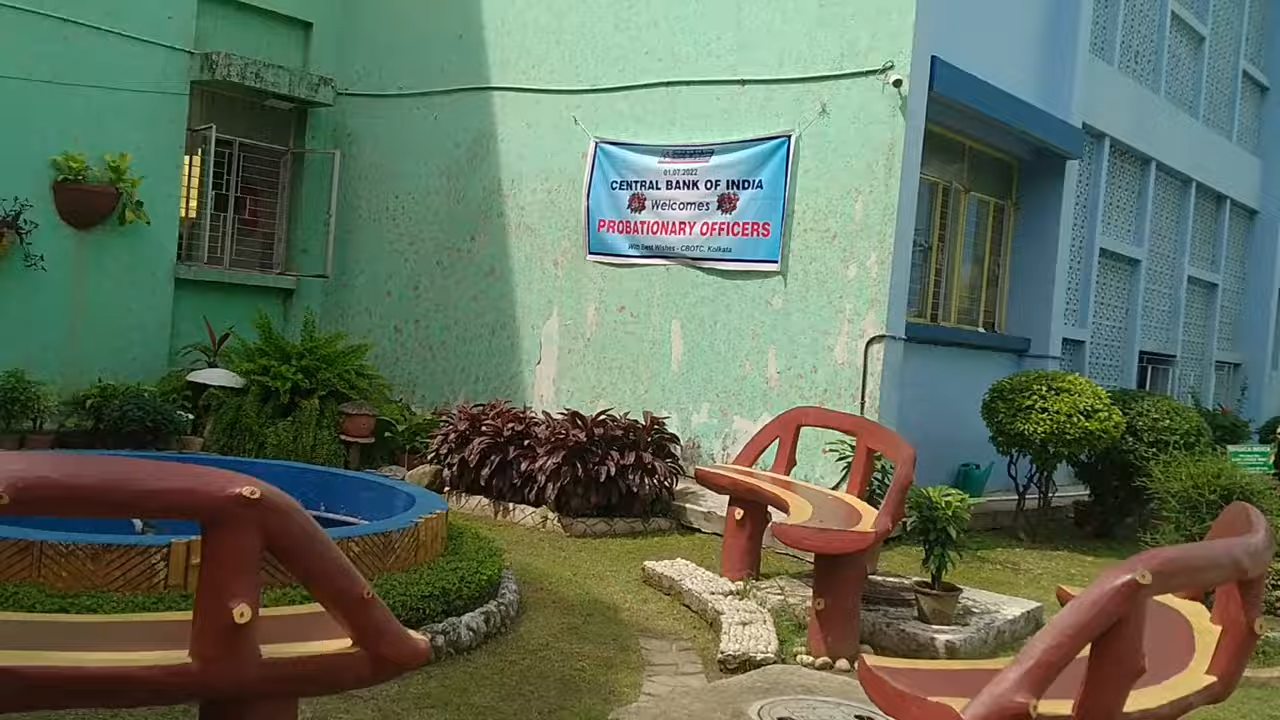 01.07.2022
CENTRAL BANK OF INDIA
Welcomes
PROBATIONARY OFFICERS
With Best Wishes - CBOTC, Kolkata